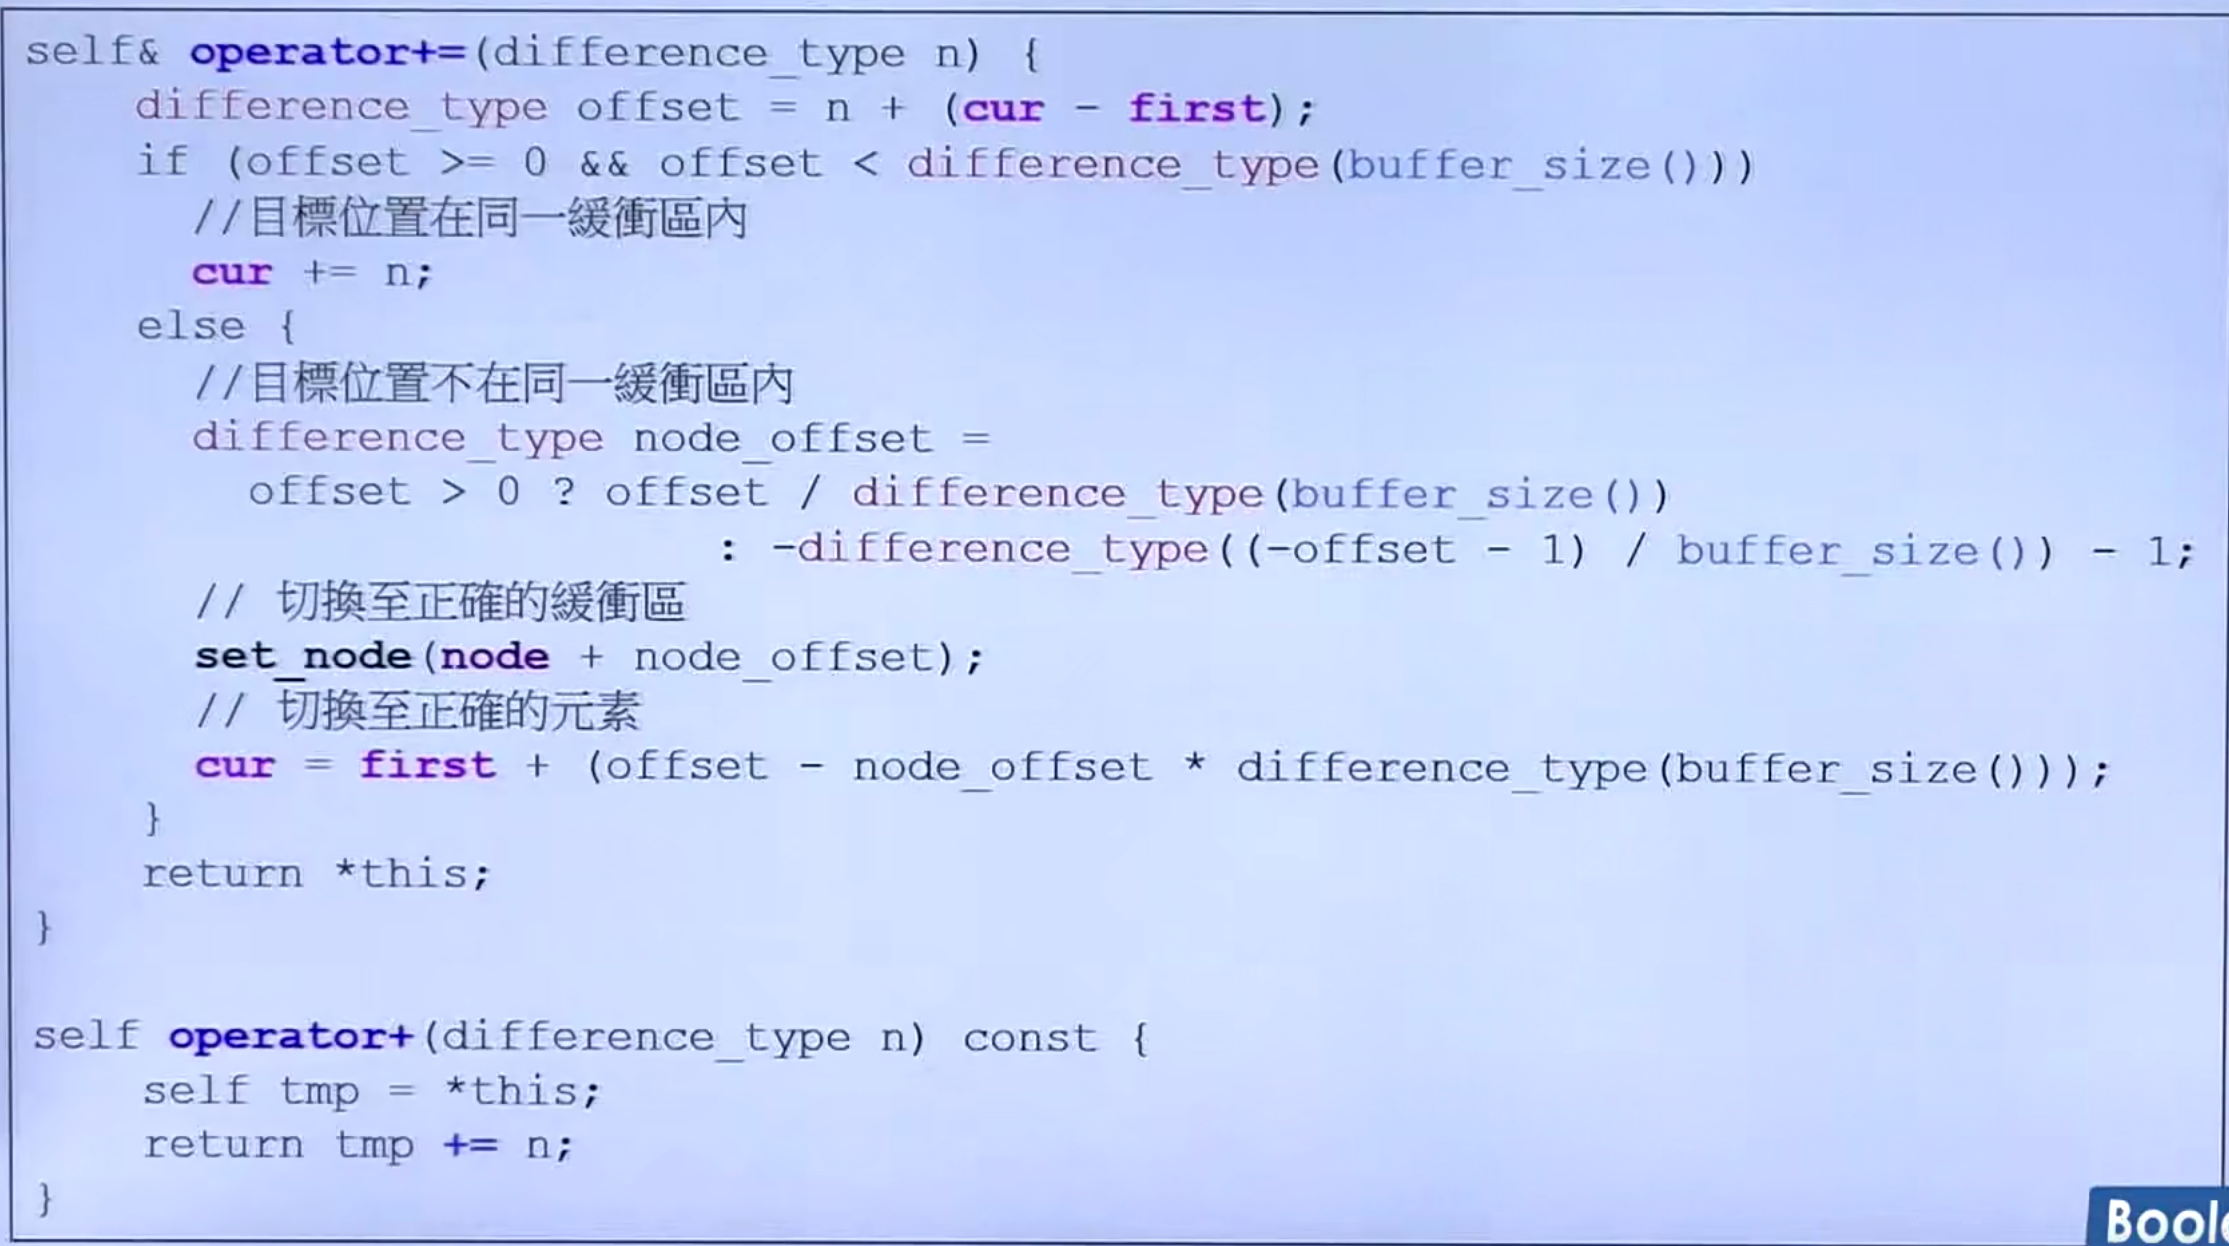 self& operator+=(difference_type n) {
difference_type offset = n + (cur - first);
if (offset >= 0 && offset < difference_type(buffer_size()))
//目標位置在同一緩衝區內
cur += n;
else {
//目標位置不在同一緩衝區內
difference_type node_offset =
offset > 0 ? offset / difference_type(buffer_size())
: -difference_type((-offset - 1) / buffer_size()) - 1;
// 切換至正確的緩衝區
set_node(node + node_offset);
// 切換至正確的元素
cur = first + (offset - node_offset * difference_type(buffer_size()));
}
return *this;
}
self operator+(difference_type n) const {
self tmp = *this;
return tmp += n;
}